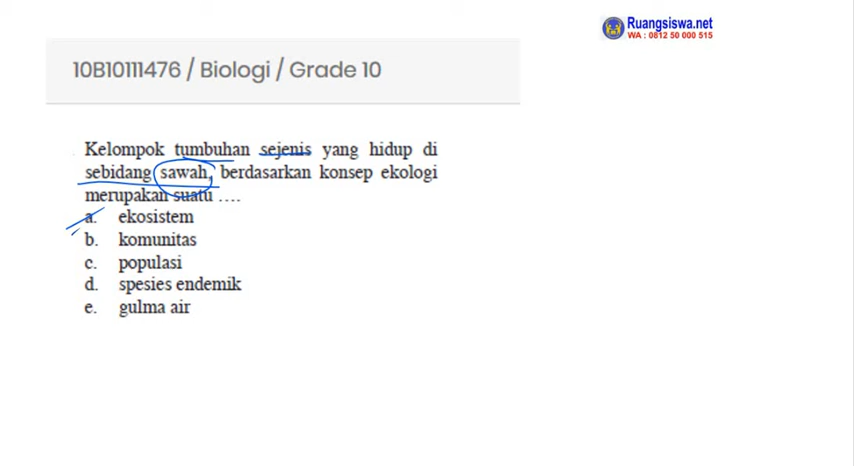 Ruangsiswa.net
WA : 0812 50 000 515
10B10111476 / Biologi / Grade 10
Kelompok tumbuhan sejenis yang hidup di
sebidang sawah, berdasarkan konsep ekologi
merupakan suatu ....
a. ekosistem
b. komunitas
c. populasi
d. spesies endemik
e. gulma air